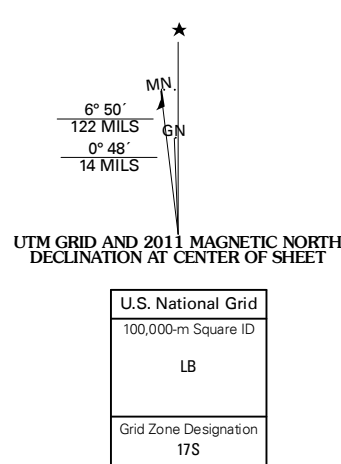 ★
MN
6° 50´
122 MILS
GN
0° 48´
14 MILS
UTM GRID AND 2011 MAGNETIC NORTH
DECLINATION AT CENTER OF SHEET
U.S. National Grid
100,000-m Square ID
LB
Grid Zone Designation
17S